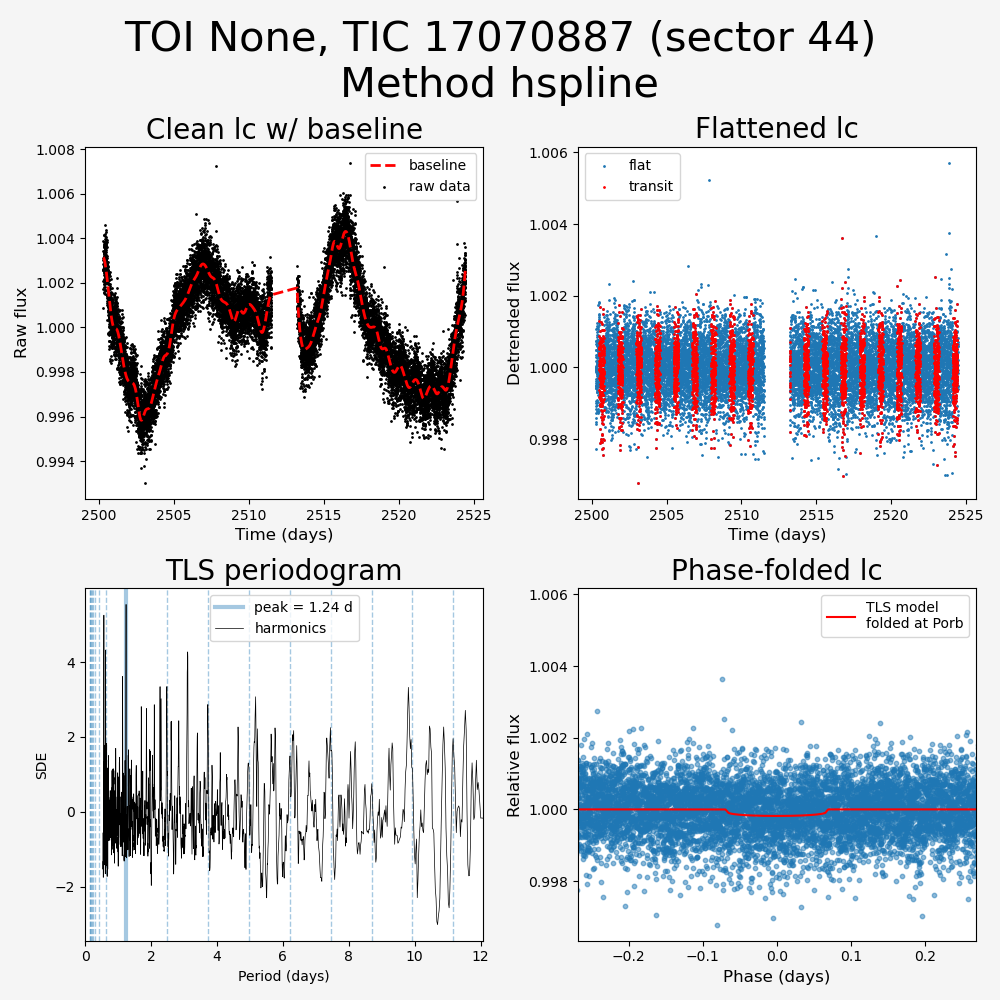 TOI None, TIC 17070887 (sector 44)
Method hspline
Clean lc w/ baseline
Raw flux
1.008
1.006
1.004
1.002
1.000
0.998
0.996
0.994
baseline
raw data
2500
2505
2510
2515
2520
2525
Time (days)
Flattened lc
Detrended flux
1.006
1.004
1.002
1.000
0.998
flat
transit
2500
2505
2510
2515
2520
2525
Time (days)
TLS periodogram
SDE
4
2
0
−2
peak = 1.24 d
harmonics
0
2
4
6
8
10
12
Period (days)
Phase-folded lc
Relative flux
1.006
1.004
1.002
1.000
0.998
TLS model
folded at Porb
−0.2
−0.1
0.0
0.1
0.2
Phase (days)